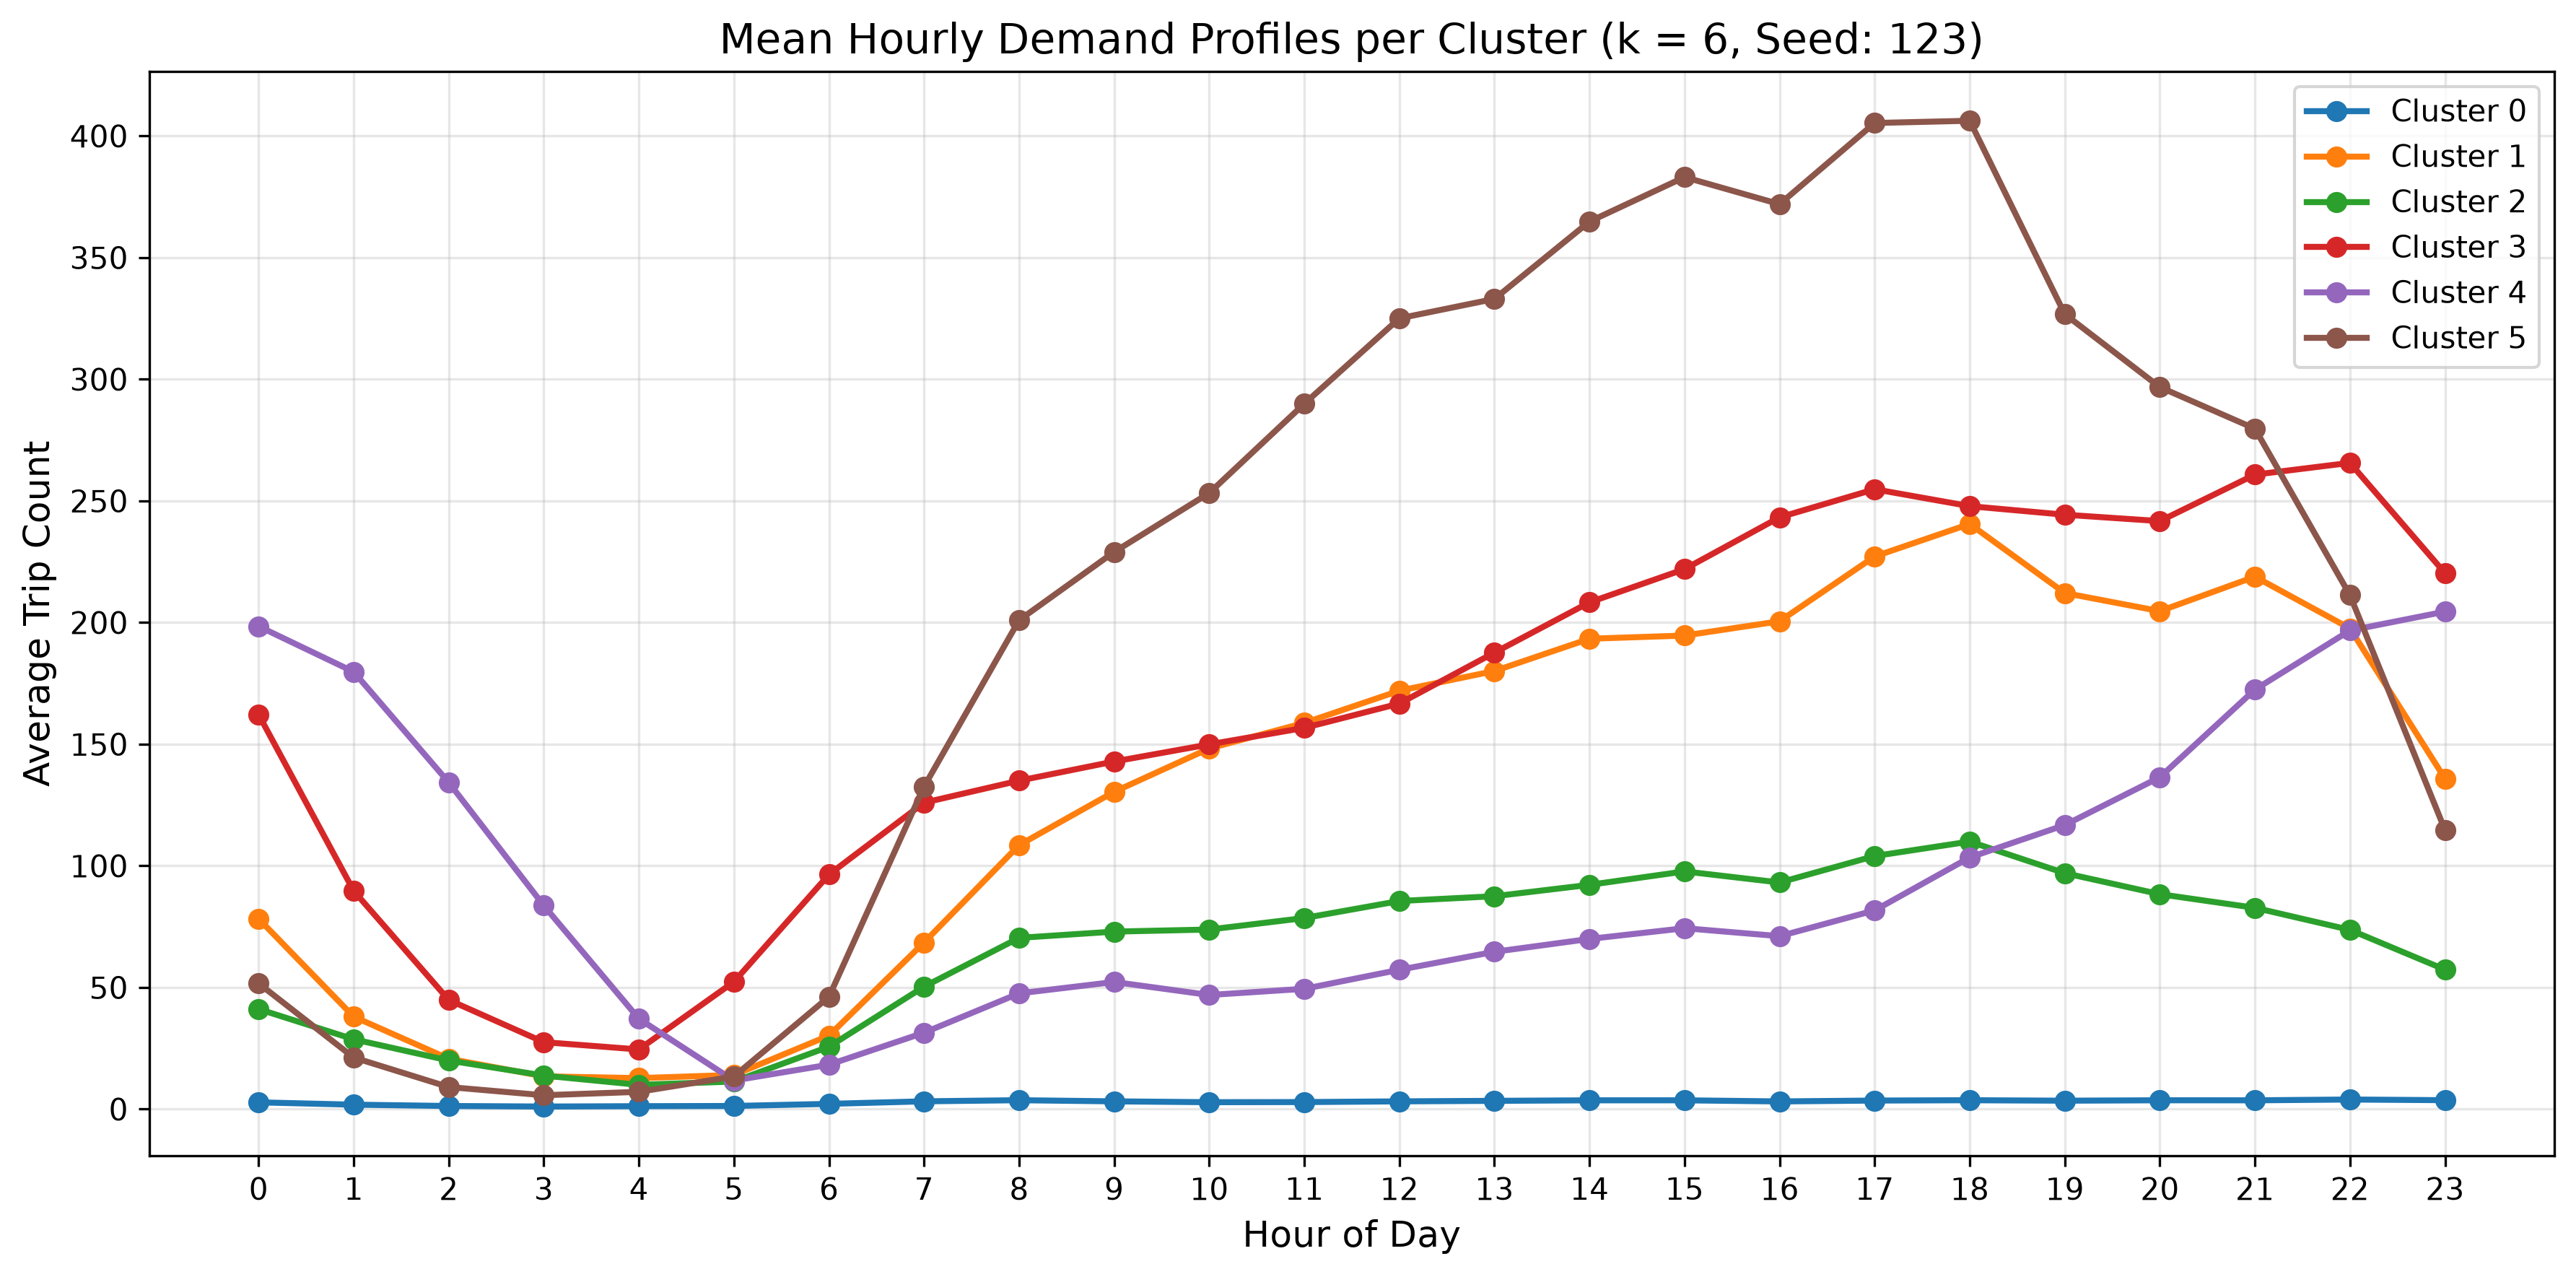 Mean Hourly Demand Profiles per Cluster (k = 6, Seed: 123)
Average Trip Count
400
350
300
250
200
150
100
50
0
Cluster 0
Cluster 1
Cluster 2
Cluster 3
Cluster 4
Cluster 5
0 1 2 3 4 5 6 7 8 9 10 11 12 13 14 15 16 17 18 19 20 21 22 23
Hour of Day